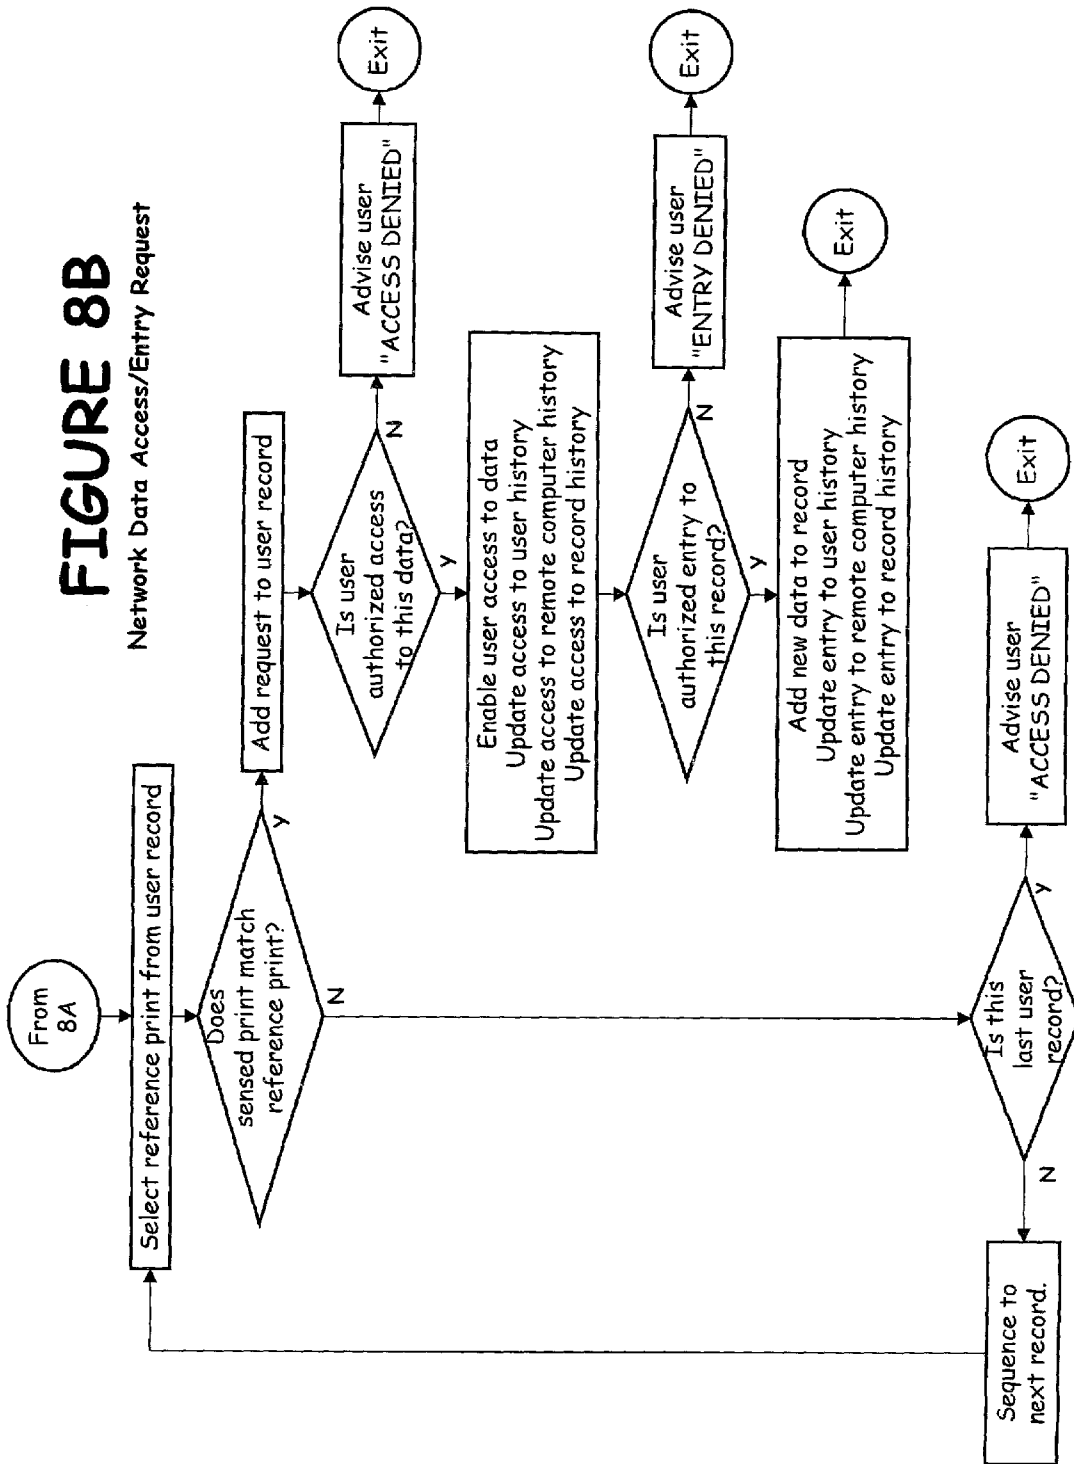 FIGURE 8B
Network Data Access/Entry Request
From
8A
Select reference print from user record
Does
sensed print match
reference print?
Y
N
Add request to user record
Is user
authorized access
to this data?
N
Y
Advise user
"ACCESS DENIED"
Exit
Enable user access to data
Update access to user history
Update access to remote computer history
Update access to record history
Is user
authorized entry to
this record?
N
Y
Advise user
"ENTRY DENIED"
Exit
Add new data to record
Update entry to user history
Update entry to remote computer history
Update entry to record history
Exit
Is this
last user
record?
Y
N
Advise user
"ACCESS DENIED"
Exit
Sequence to
next record.